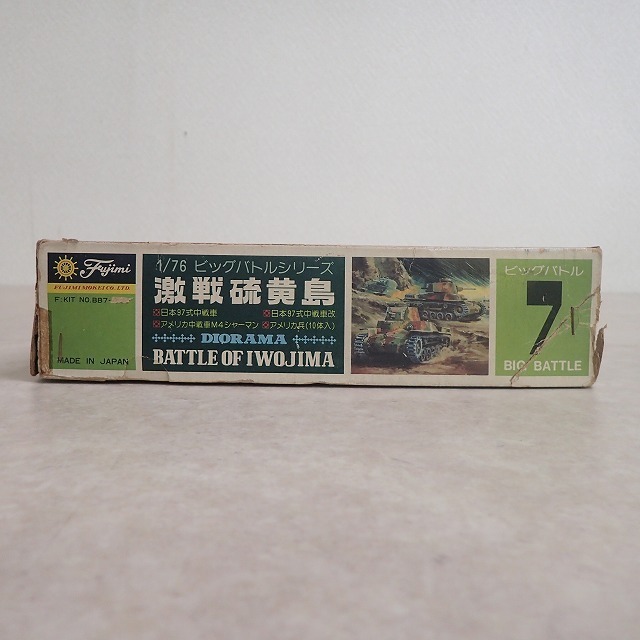 Fujimi
FUJIMI MOKEI CO.,LTD
F.KIT NO.BB7-
MADE IN JAPAN
1/76 ビッグバトルシリーズ
激戦硫黄島
日本97式中戦車 日本97式中戦車改
アメリカ中戦車M4シャーマン アメリカ兵(10体入)
DIORAMA
BATTLE OF IWOJIMA
ビッグバトル
7
BIG BATTLE